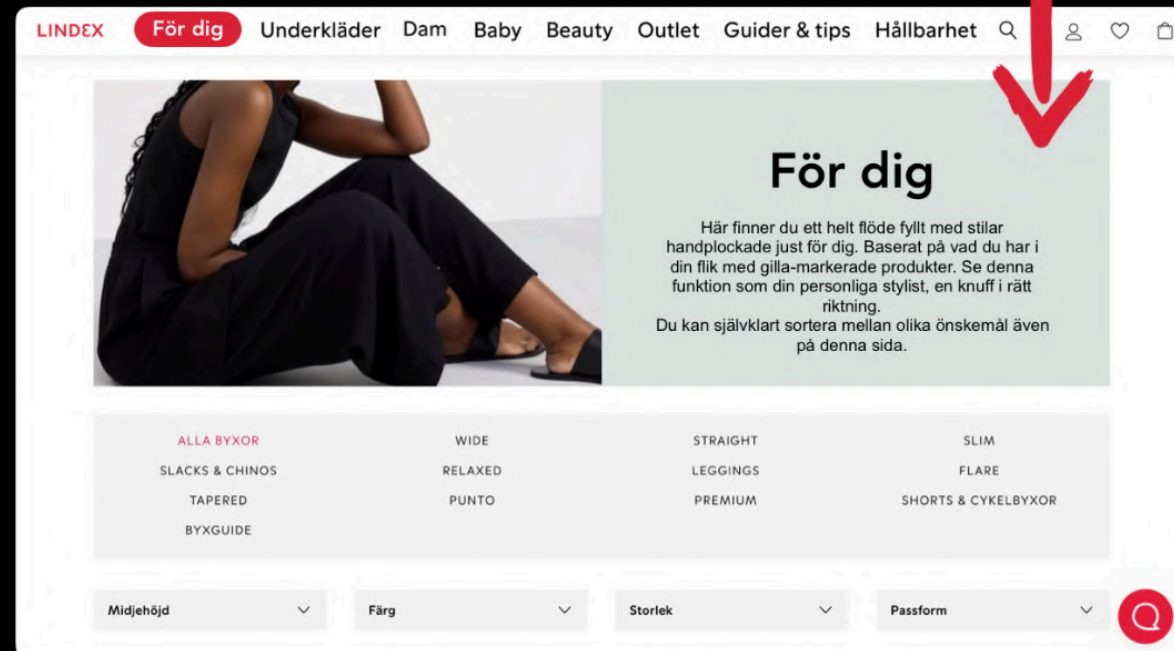 LINDEX För dig Underkläder Dam Baby Beauty Outlet Guider & tips Hållbarhet
För dig
Här finner du ett helt flöde fyllt med stilar
handplockade just för dig. Baserat på vad du har i
din flik med gilla-markerade produkter. Se denna
funktion som din personliga stylist, en knuff i rätt
riktning.
Du kan självklart sortera mellan olika önskemål även
på denna sida.
ALLA BYXOR WIDE STRAIGHT SLIM
SLACKS & CHINOS RELAXED LEGGINGS FLARE
TAPERED PUNTO PREMIUM SHORTS & CYKELBYXOR
BYXGUIDE
Midjehöjd Färg Storlek Passform